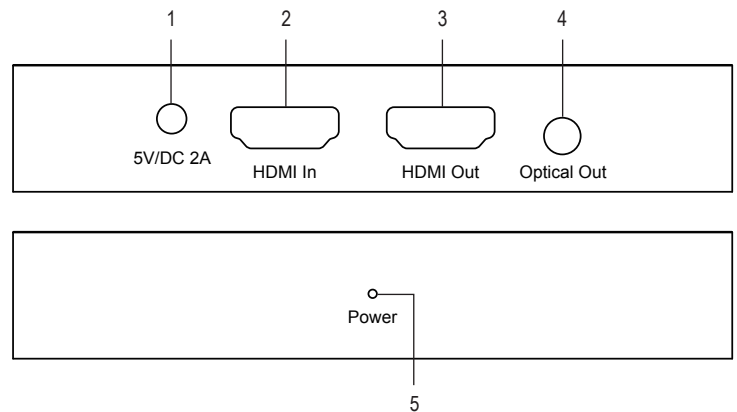 1 2 3 4
5V/DC 2A
HDMI In HDMI Out Optical Out
Power
5